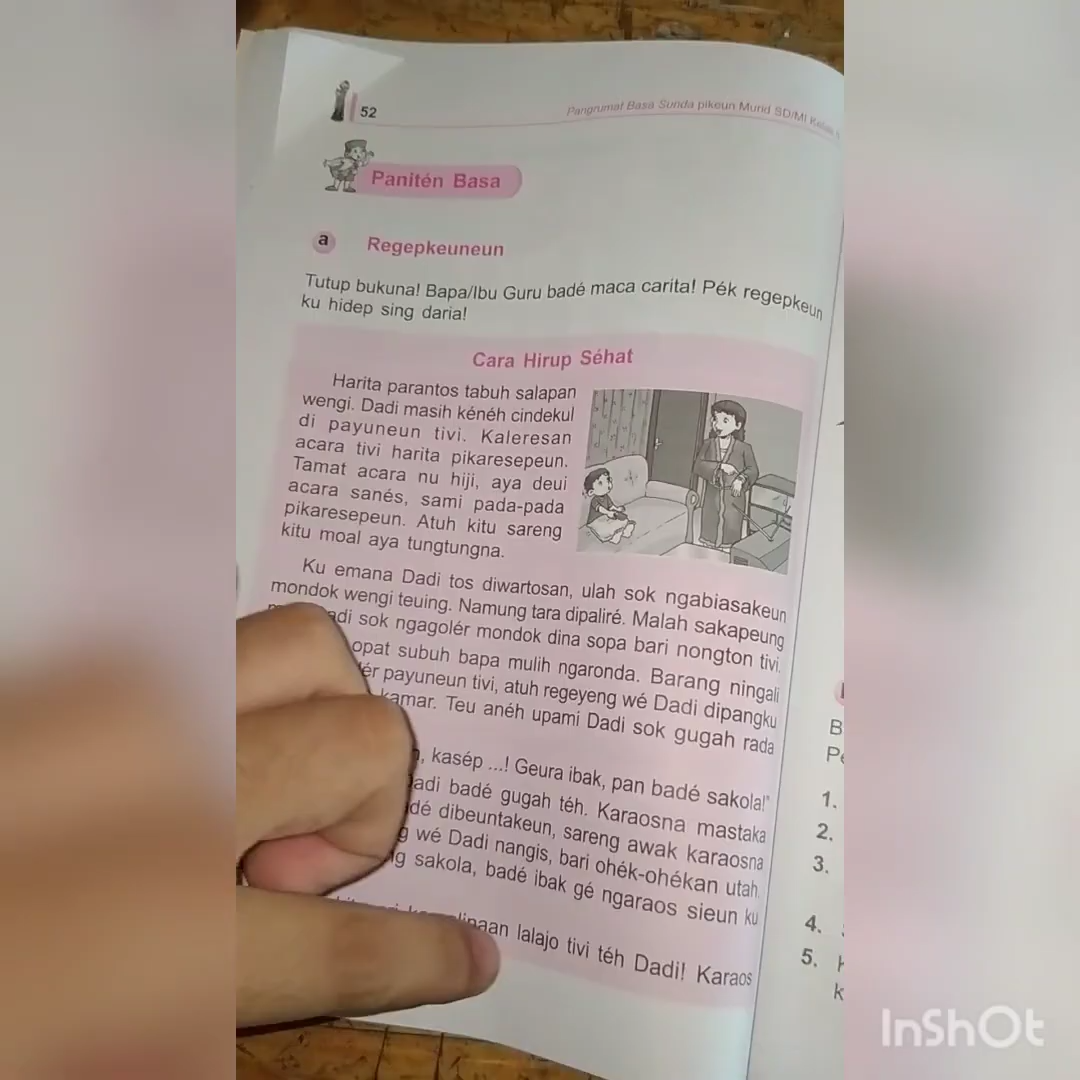 52
Pangrumat Basa Sunda pikeun Murid SD/MI Kelas
Panitén Basa
a Regepkeuneun
Tutup bukuna! Bapa/Ibu Guru badé maca carita! Pék regepkeun
ku hidep sing daria!
Cara Hirup Séhat
Harita parantos tabuh salapan
wengi. Dadi masih kénéh cindekul
di payuneun tivi. Kaleresan
acara tivi harita pikaresepeun.
Tamat acara nu hiji, aya deui
acara sanés, sami pada-pada
pikaresepeun. Atuh kitu sareng
kitu moal aya tungtungna.
Ku emana Dadi tos diwartosan, ulah sok ngabiasakeun
mondok wengi teuing. Namung tara dipaliré. Malah sakapeung
adi sok ngagolér mondok dina sopa bari nongton tivi.
opat subuh bapa mulih ngaronda. Barang ningali
ér payuneun tivi, atuh regeyeng wé Dadi dipangku
kamar. Teu anéh upami Dadi sok gugah rada
, kasép ...! Geura ibak, pan badé sakola!"
adi badé gugah téh. Karaosna mastaka
dé dibeuntakeun, sareng awak karaosna
g wé Dadi nangis, bari ohék-ohékan utah.
g sakola, badé ibak gé ngaraos sieun ku
naan lalajo tivi téh Dadi! Karaos
B
P
1.
2.
3.
4.
5.
k
InShOt